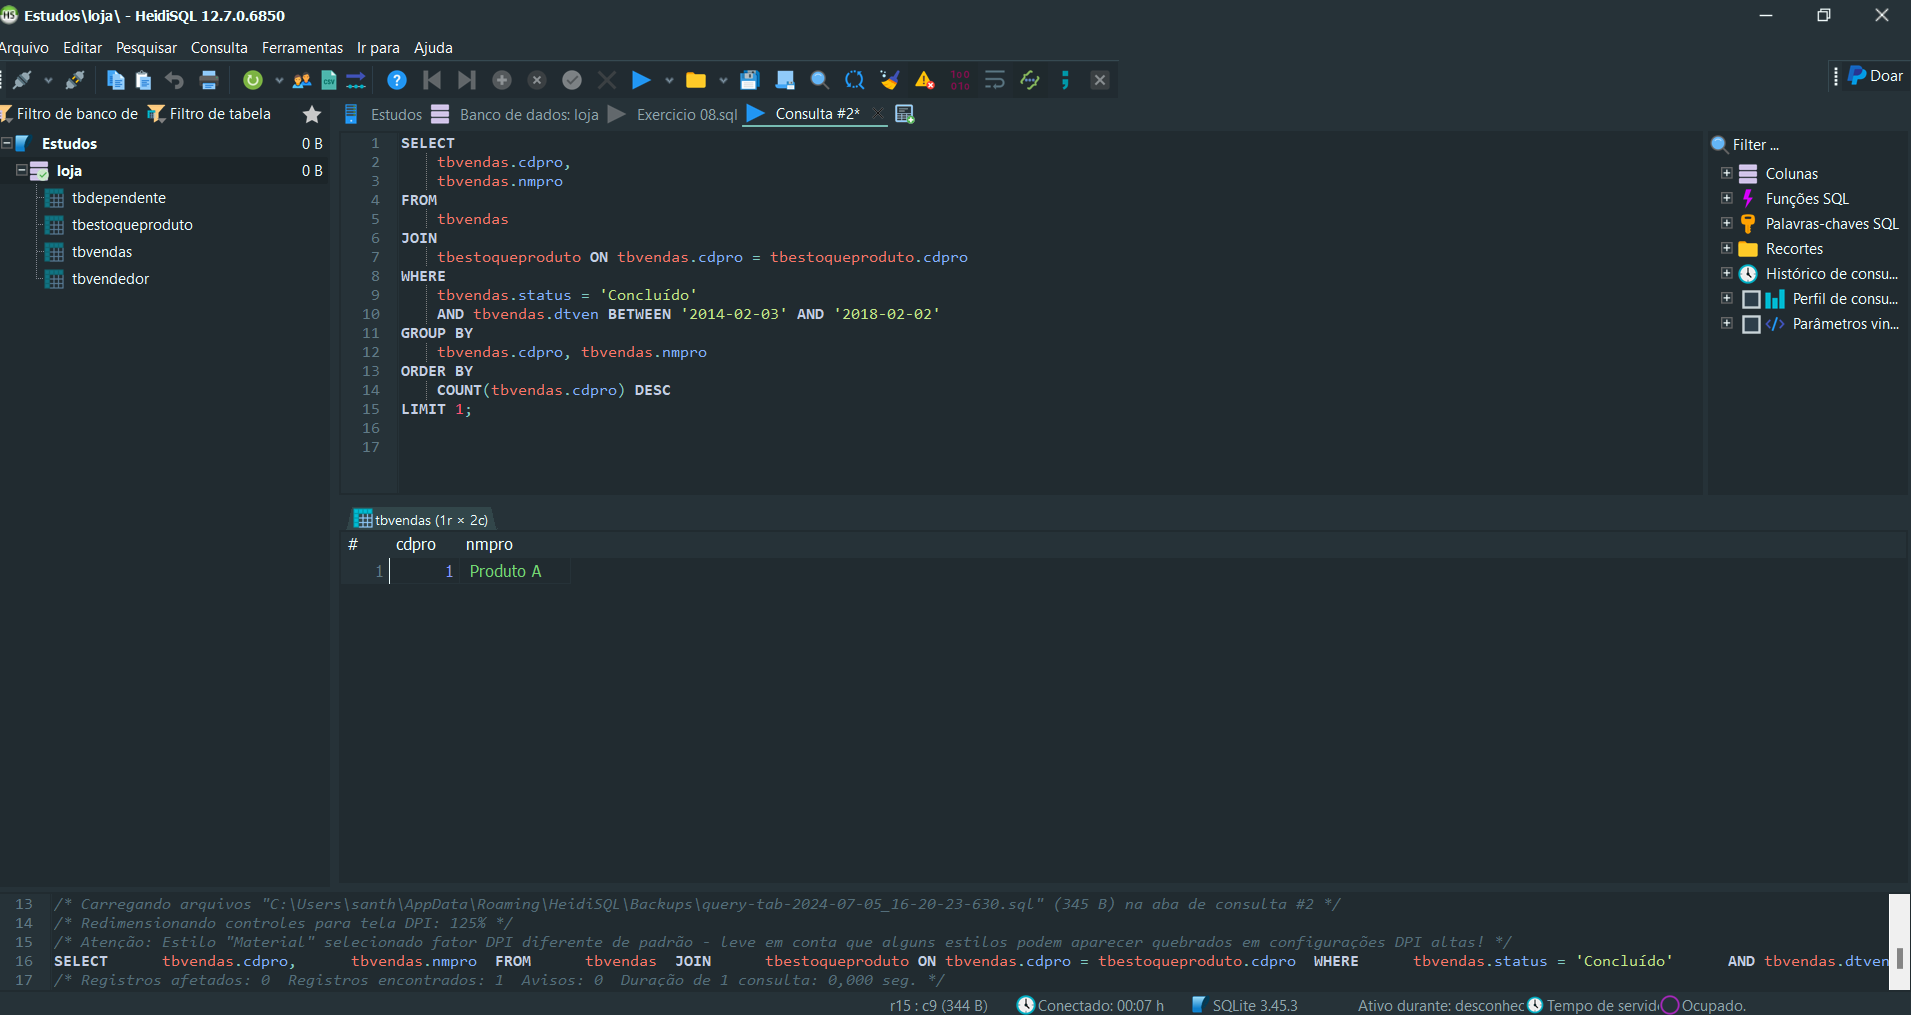 Estudos\loja\ - HeidiSQL 12.7.0.6850
Arquivo Editar Pesquisar Consulta Ferramentas Ir para Ajuda
Doar
Filtro de banco de Filtro de tabela
Estudos Banco de dados: loja Exercicio 08.sql Consulta #2*
Estudos 0 B
loja 0 B
tbdependente
tbestoqueproduto
tbvendas
tbvendedor
1 SELECT
2 tbvendas.cdpro,
3 tbvendas.nmpro
4 FROM
5 tbvendas
6 JOIN
7 tbestoqueproduto ON tbvendas.cdpro = tbestoqueproduto.cdpro
8 WHERE
9 tbvendas.status = 'Concluído'
10 AND tbvendas.dtven BETWEEN '2014-02-03' AND '2018-02-02'
11 GROUP BY
12 tbvendas.cdpro, tbvendas.nmpro
13 ORDER BY
14 COUNT(tbvendas.cdpro) DESC
15 LIMIT 1;
16
17
Filter ...
Colunas
Funções SQL
Palavras-chaves SQL
Recortes
Histórico de consu...
Perfil de consu...
Parâmetros vin...
tbvendas (1r × 2c)
# cdpro nmpro
1 1 Produto A
13 /* Carregando arquivos "C:\Users\santh\AppData\Roaming\HeidiSQL\Backups\query-tab-2024-07-05_16-20-23-630.sql" (345 B) na aba de consulta #2 */
14 /* Redimensionando controles para tela DPI: 125% */
15 /* Atenção: Estilo "Material" selecionado fator DPI diferente de padrão - leve em conta que alguns estilos podem aparecer quebrados em configurações DPI altas! */
16 SELECT tbvendas.cdpro, tbvendas.nmpro FROM tbvendas JOIN tbestoqueproduto ON tbvendas.cdpro = tbestoqueproduto.cdpro WHERE tbvendas.status = 'Concluído' AND tbvendas.dtven
17 /* Registros afetados: 0 Registros encontrados: 1 Avisos: 0 Duração de 1 consulta: 0,000 seg. */
r15 : c9 (344 B) Conectado: 00:07 h SQLite 3.45.3 Ativo durante: desconhec Tempo de servid Ocupado.